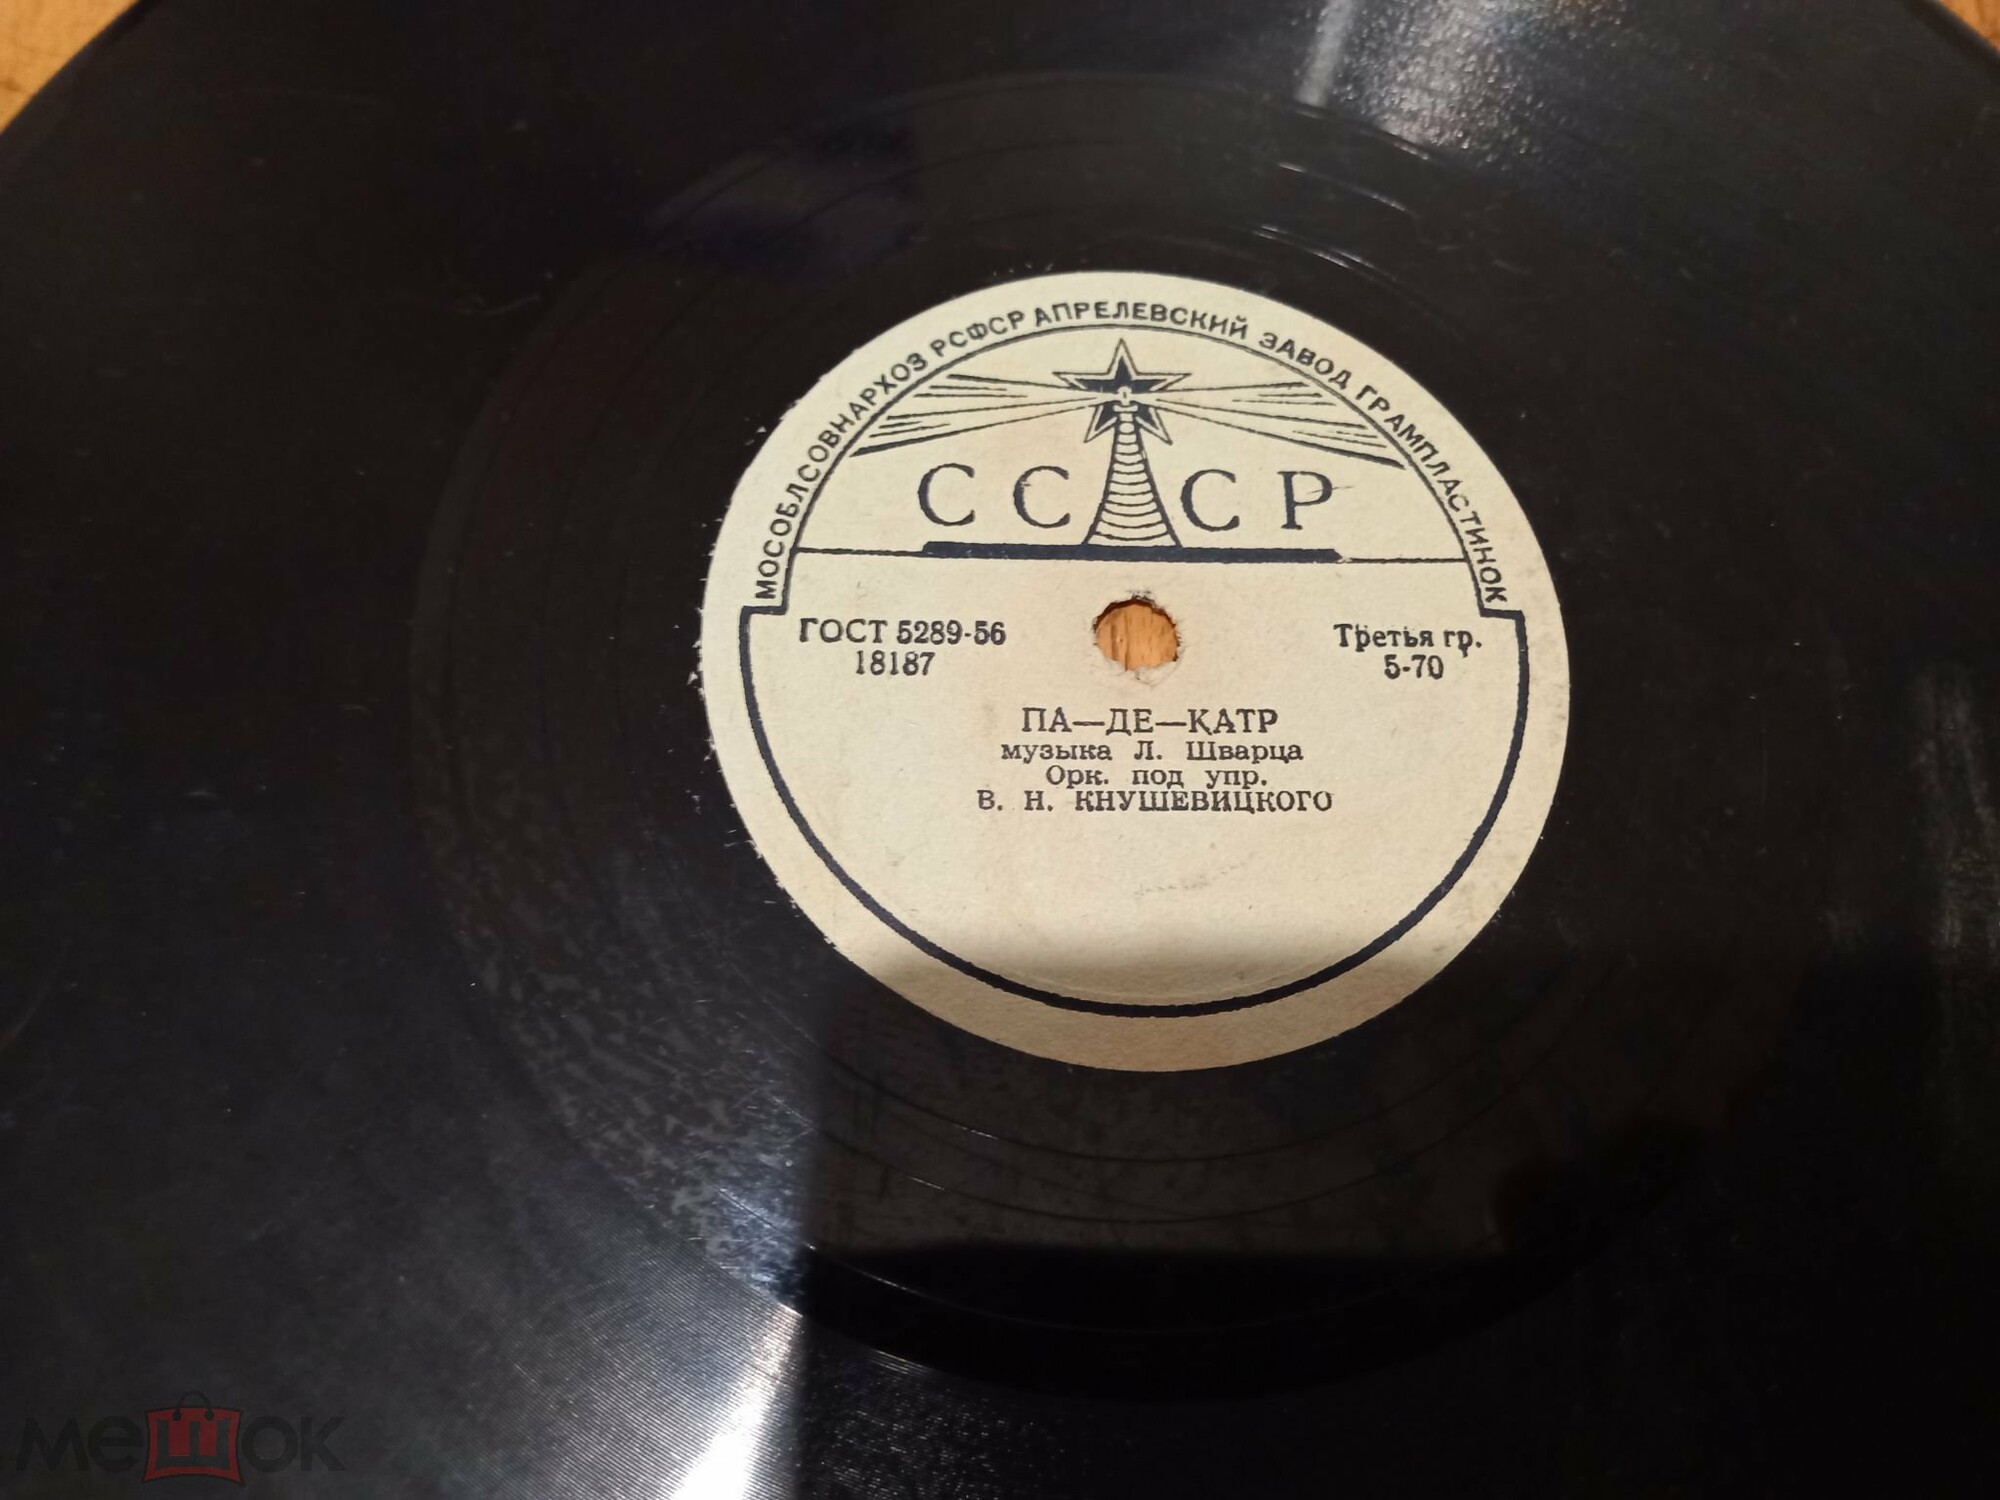 МОСОБЛСОВНАРХОЗ РСФСР АПРЕЛЕВСКИЙ ЗАВОД ГРАМПЛАСТИНОК
СССР
ГОСТ 5289-56
18187
Третья гр.
5-70
ПА—ДЕ—КАТР
музыка Л. Шварца
Орк. под упр.
В. Н. КНУШЕВИЦКОГО
мешок